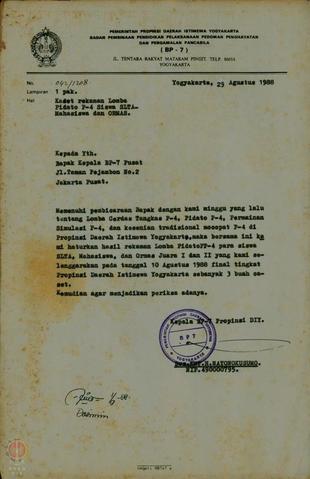 PEMERINTAH PROPINSI DAERAH ISTIMEWA YOGYAKARTA
BADAN PEMBINAAN PENDIDIKAN PELAKSANAAN PEDOMAN PENGHAYATAN
DAN PENGAMALAN PANCASILA
( BP - 7 )
JL. TENTARA RAKYAT MATARAM PINGIT. TELP. 86054
YOGYAKARTA
Yogyakarta, 23 Agustus 1988
No. 042/1208
Lampiran : 1 pak.
Hal : Kaset rekaman Lomba
Pidato P-4 Siswa SLTA-
Mahasiswa dan ORMAS.
Kepada Yth.
Bapak Kepala BP-7 Pusat
Jl.Taman Pejambon No.2
Jakarta Pusat.
Memenuhi pembicaraan Bapak dengan kami minggu yang lalu
tentang Lomba Cerdas Tangkas P-4, Pidato P-4, Permainan
Simulasi P-4, dan kesenian tradisional mocopat P-4 di
Propinsi Daerah Istimewa Yogyakarta,maka bersama ini ka
mi haturkan hasil rekaman Lomba PidatoPP-4 para siswa
SLTA, Mahasiswa, dan Ormas Juara I dan II yang kami se-
lenggarakan pada tanggal 10 Agustus 1988 final tingkat
Propinsi Daerah Istimewa Yogyakarta sebanyak 3 buah ca-
set.
Kemudian agar menjadikan periksa adanya.
Kepala BP-7 Propinsi DIY.
BP7
YOGYAKARTA
NIP.490000795.